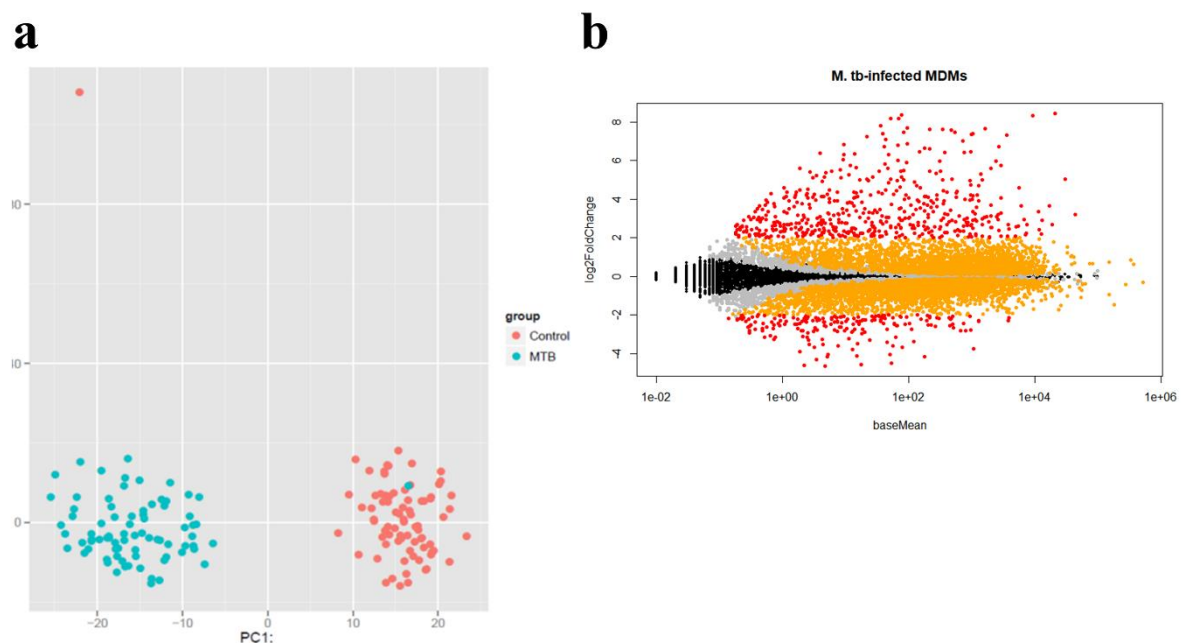 a
b
M. tb-infected MDMs
group
Control
MTB
0
−20
−10
0
10
20
PC1:
log2FoldChange
8
6
4
2
0
-2
-4
1e-02
1e+00
1e+02
1e+04
1e+06
baseMean